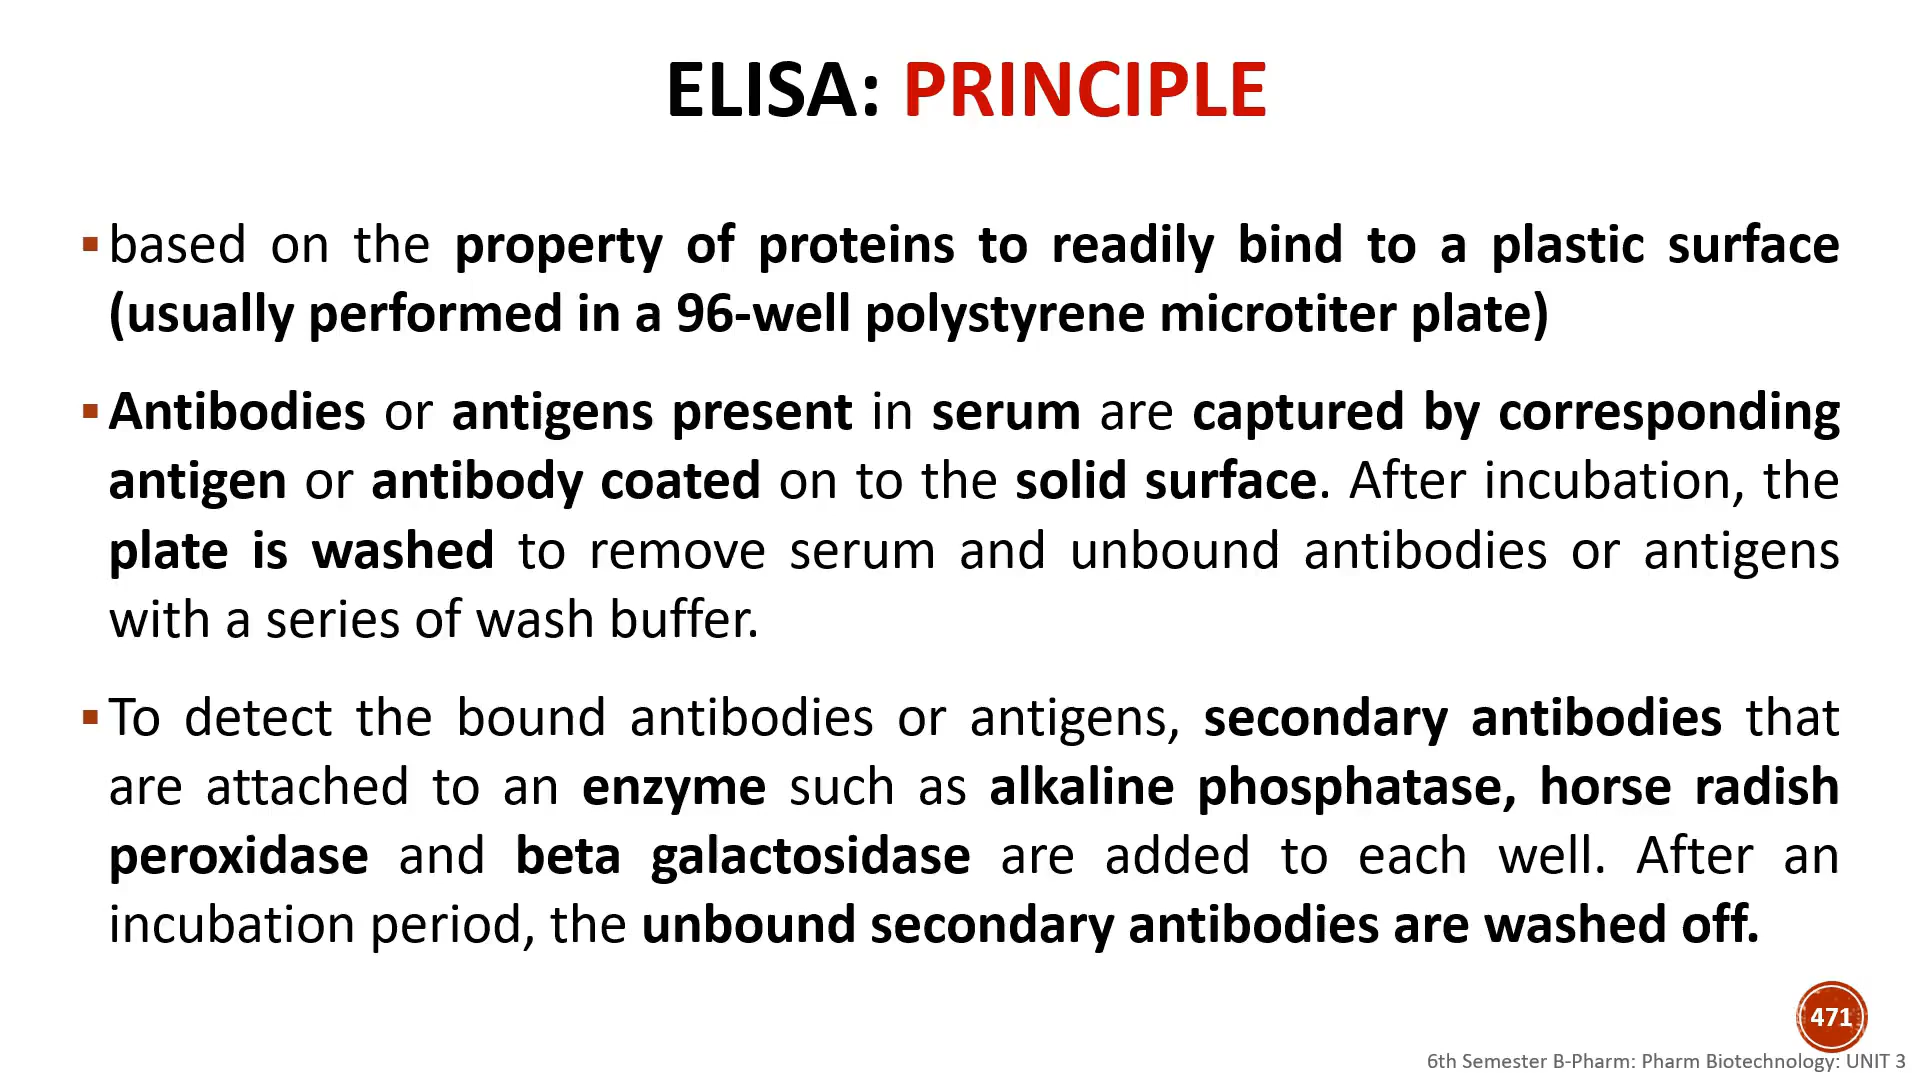 ELISA: PRINCIPLE
▪based on the property of proteins to readily bind to a plastic surface
(usually performed in a 96-well polystyrene microtiter plate)
▪Antibodies or antigens present in serum are captured by corresponding
antigen or antibody coated on to the solid surface. After incubation, the
plate is washed to remove serum and unbound antibodies or antigens
with a series of wash buffer.
▪To detect the bound antibodies or antigens, secondary antibodies that
are attached to an enzyme such as alkaline phosphatase, horse radish
peroxidase and beta galactosidase are added to each well. After an
incubation period, the unbound secondary antibodies are washed off.
471
6th Semester B-Pharm: Pharm Biotechnology: UNIT 3